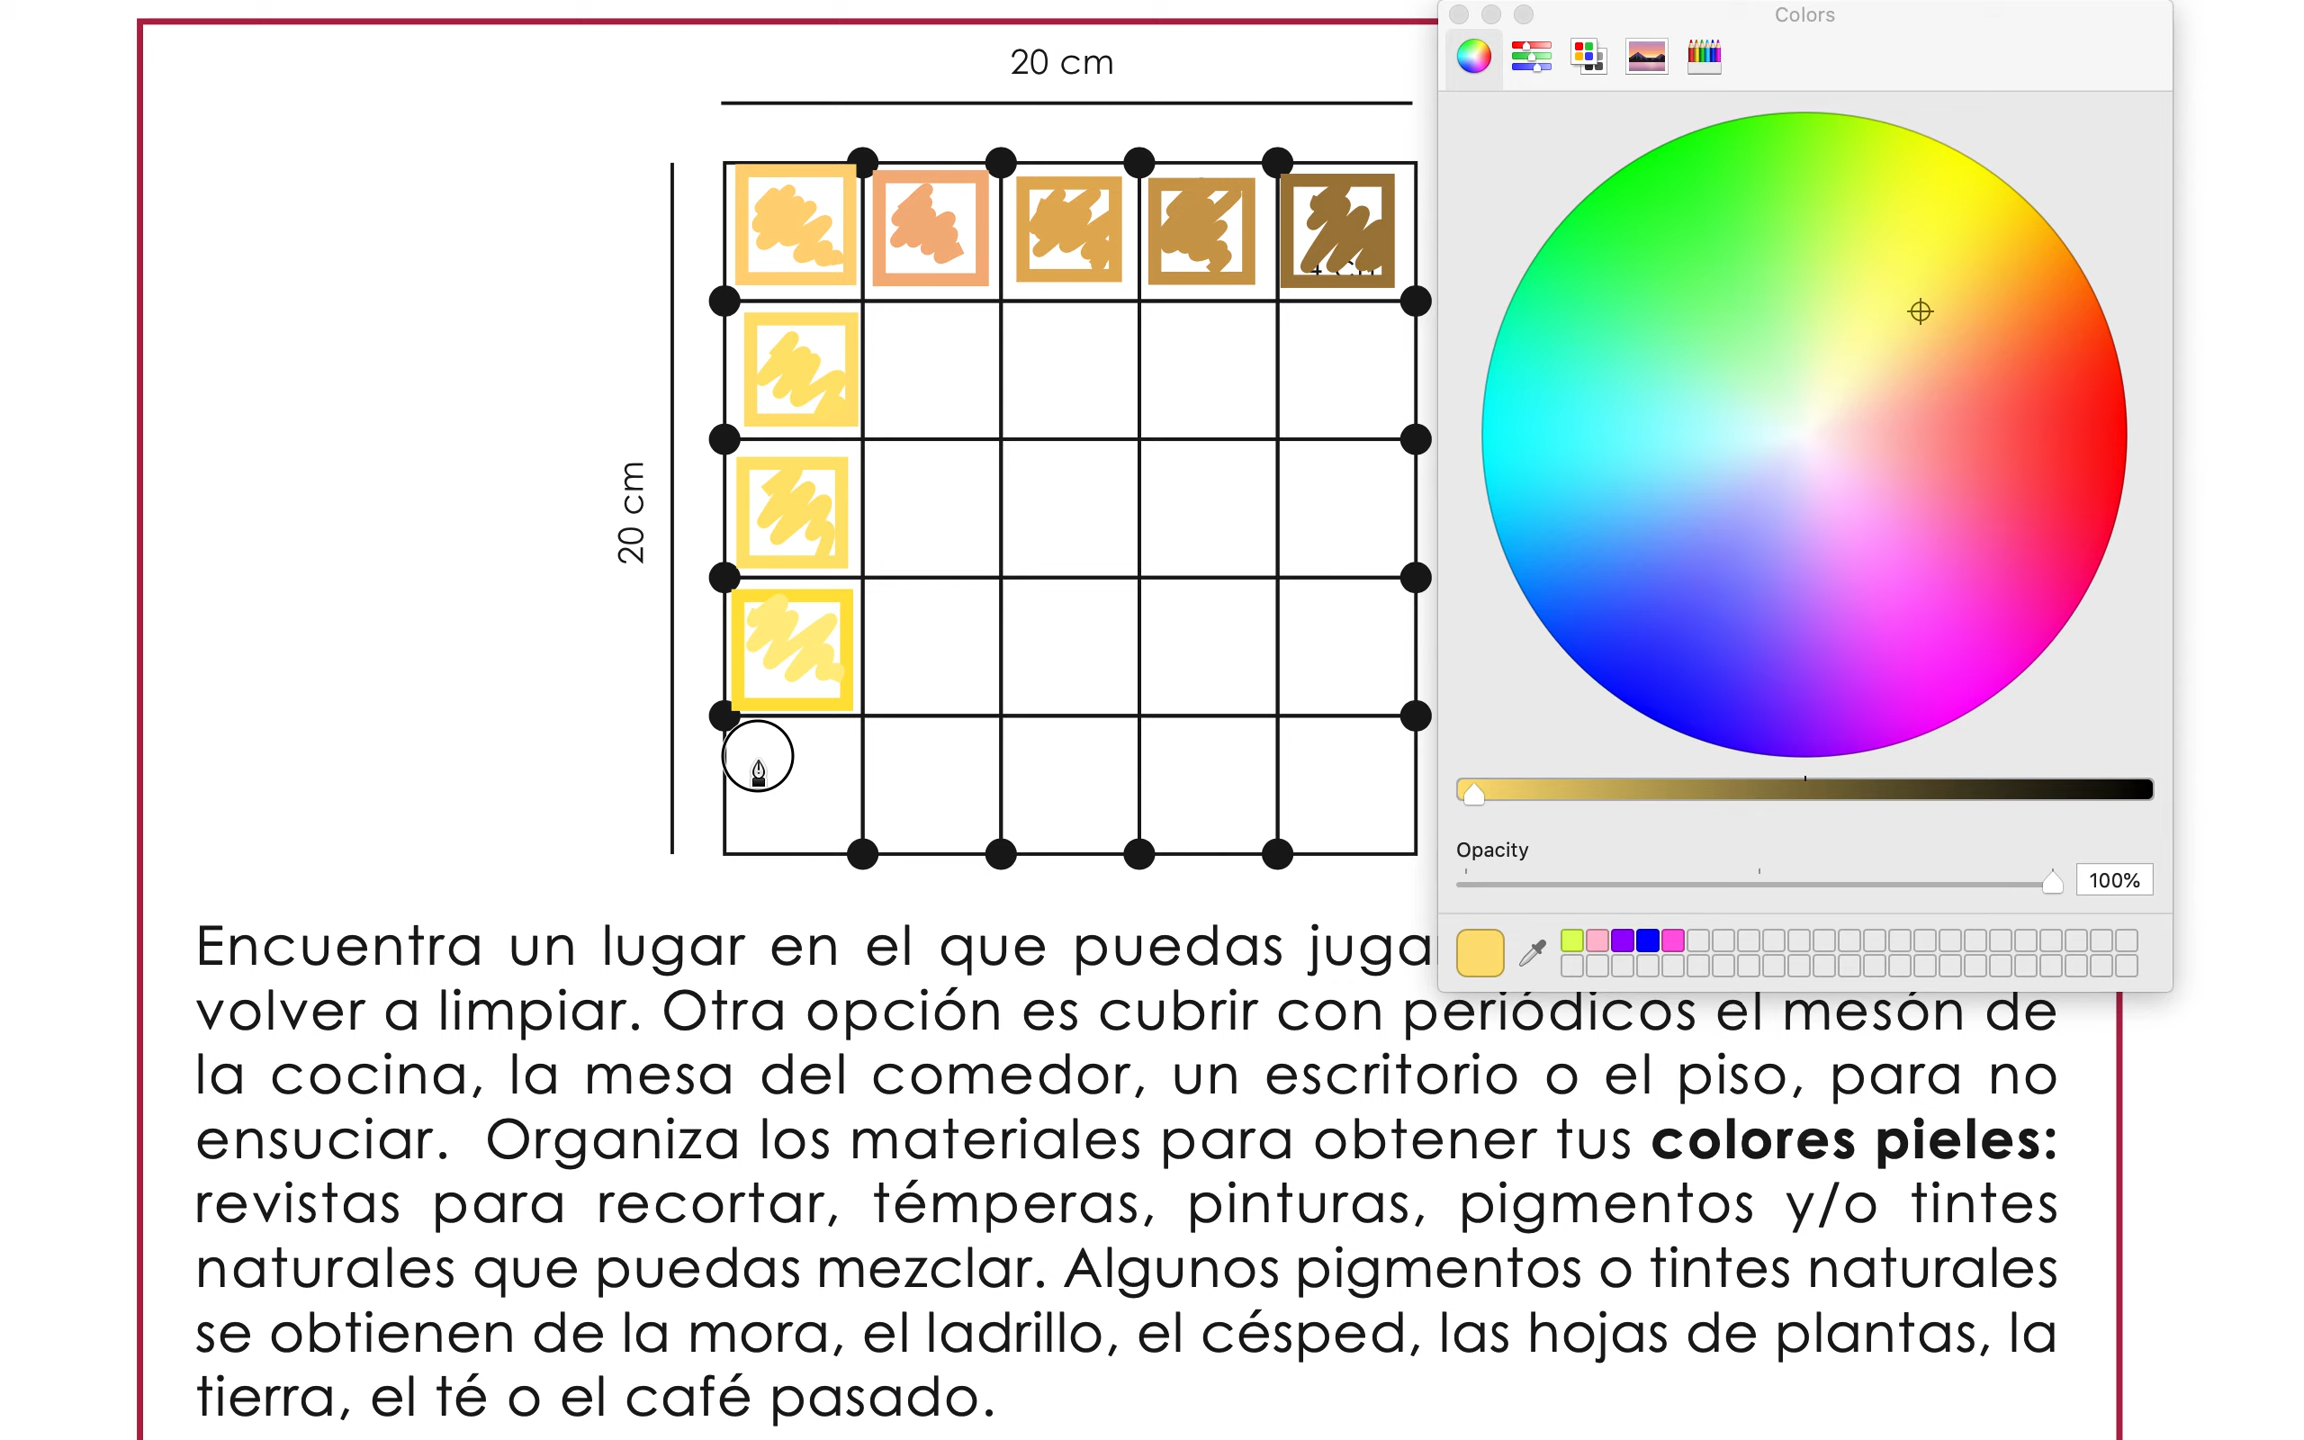 20 cm
Colors
20 cm
Opacity
100%
Encuentra un lugar en el que puedas
volver a limpiar. Otra opción es cubrir con periódicos el mesón de
la cocina, la mesa del comedor, un escritorio o el piso, para no
ensuciar. Organiza los materiales para obtener tus colores pieles:
revistas para recortar, témperas, pinturas, pigmentos y/o tintes
naturales que puedas mezclar. Algunos pigmentos o tintes naturales
se obtienen de la mora, el ladrillo, el césped, las hojas de plantas, la
tierra, el té o el café pasado.